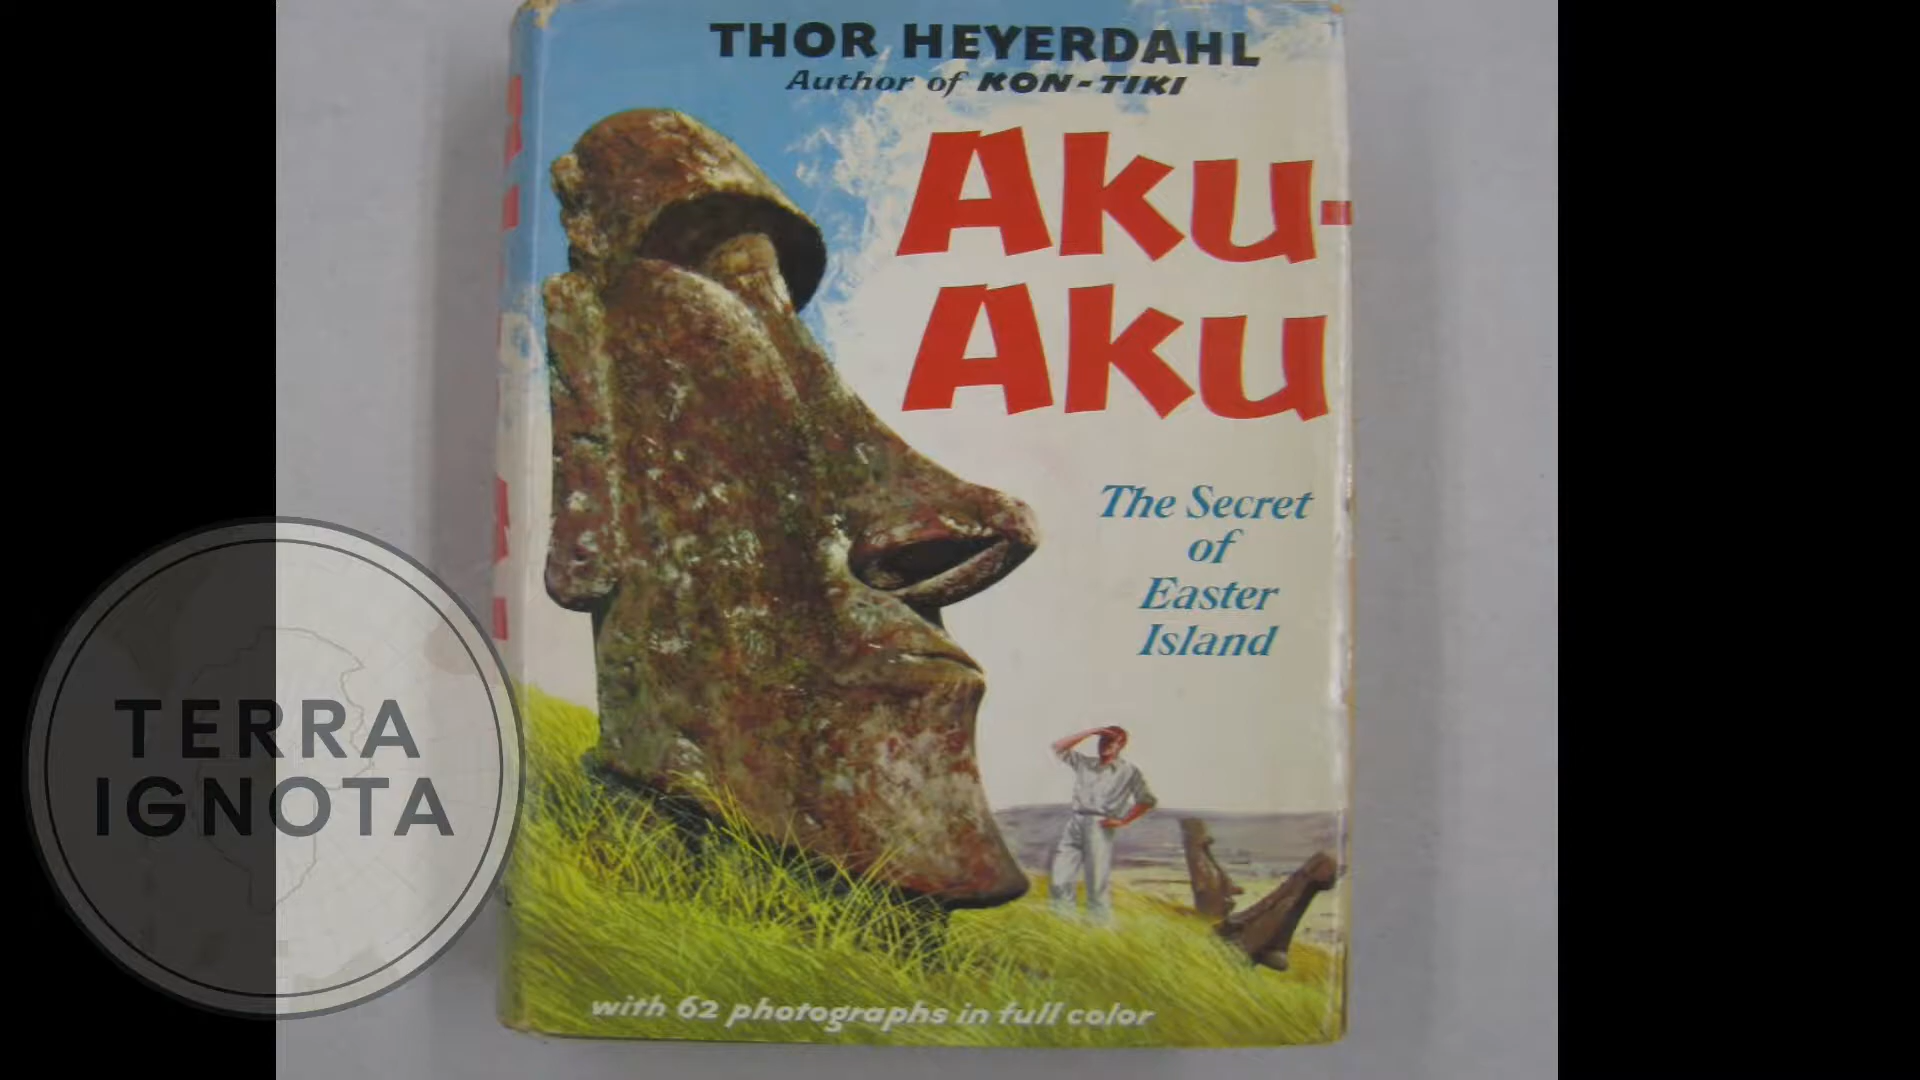 THOR HEYERDAHL
Author of KON-TIKI
Aku-
Aku
The Secret
of
Easter
Island
with 62 photographs in full color
TERRA
IGNOTA